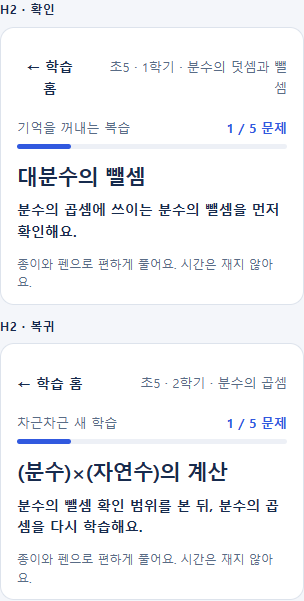 H2 · 확인
← 학습
홈
초5 · 1학기 · 분수의 덧셈과 뺄
셈
기억을 꺼내는 복습
1 / 5 문제
대분수의 뺄셈
분수의 곱셈에 쓰이는 분수의 뺄셈을 먼저
확인해요.
종이와 펜으로 편하게 풀어요. 시간은 재지 않아
요.
H2 · 복귀
← 학습 홈
초5 · 2학기 · 분수의 곱셈
차근차근 새 학습
1 / 5 문제
(분수)×(자연수)의 계산
분수의 뺄셈 확인 범위를 본 뒤, 분수의 곱
셈을 다시 학습해요.
종이와 펜으로 편하게 풀어요. 시간은 재지 않아
요.